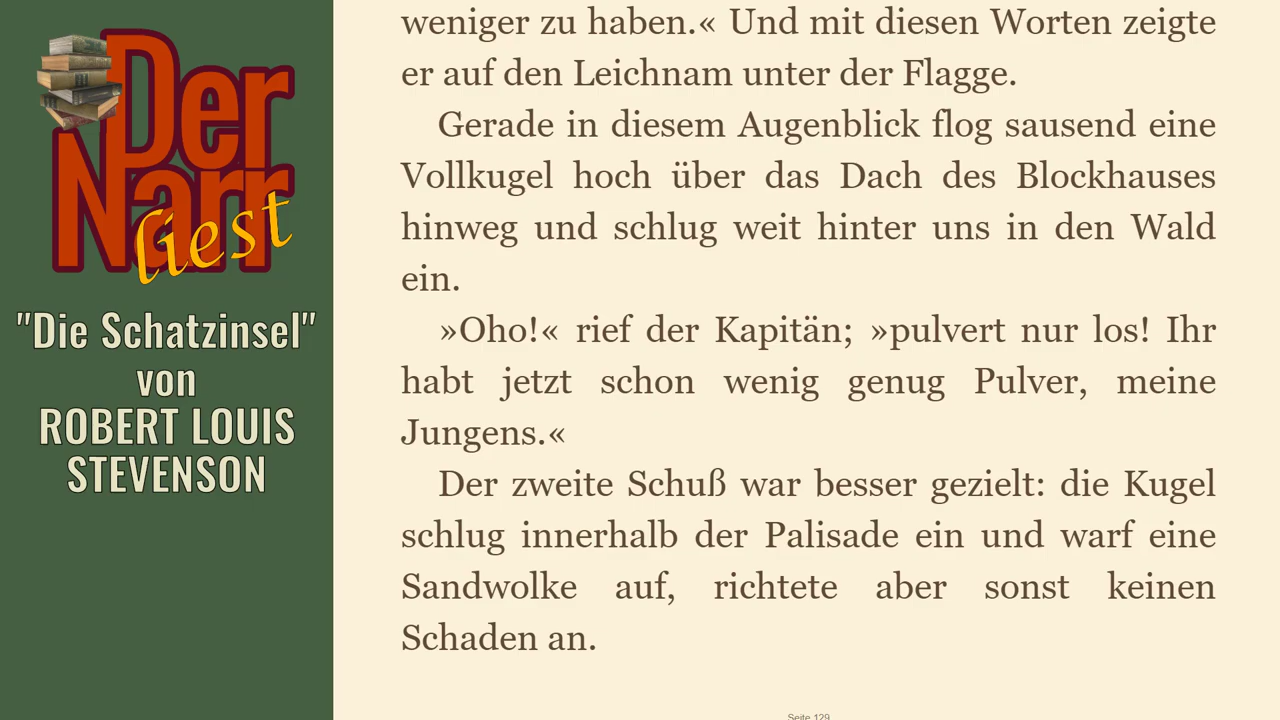 Der
Narr
liest
"Die Schatzinsel"
von
ROBERT LOUIS
STEVENSON
weniger zu haben.« Und mit diesen Worten zeigte
er auf den Leichnam unter der Flagge.
Gerade in diesem Augenblick flog sausend eine
Vollkugel hoch über das Dach des Blockhauses
hinweg und schlug weit hinter uns in den Wald
ein.
»Oho!« rief der Kapitän; »pulvert nur los! Ihr
habt jetzt schon wenig genug Pulver, meine
Jungens.«
Der zweite Schuß war besser gezielt: die Kugel
schlug innerhalb der Palisade ein und warf eine
Sandwolke auf, richtete aber sonst keinen
Schaden an.
Seite 129